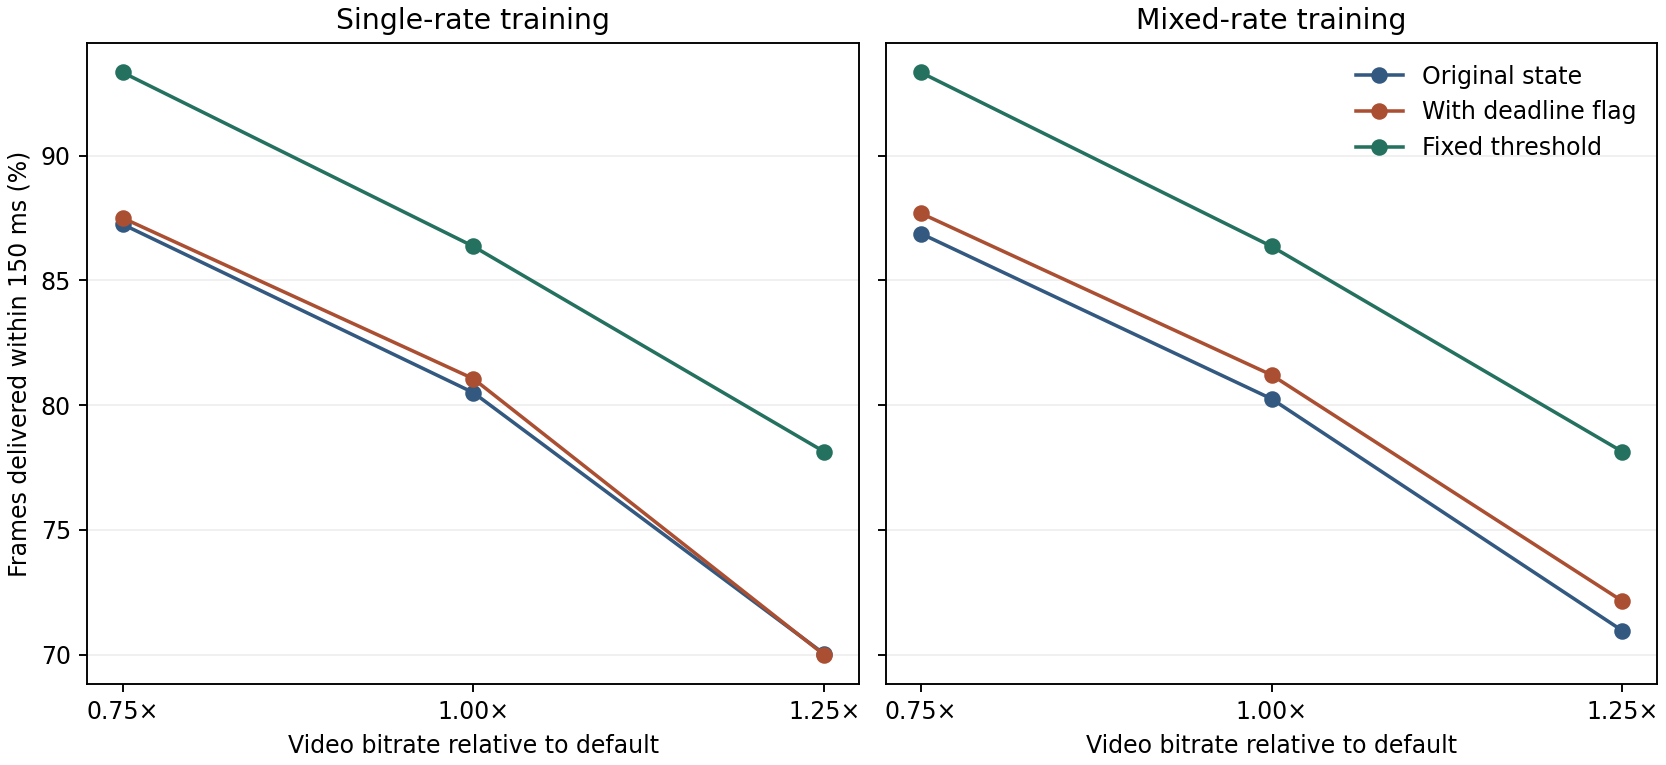 Single-rate training
Mixed-rate training
Frames delivered within 150 ms (%)
90
85
80
75
70
0.75×
1.00×
1.25×
Video bitrate relative to default
Original state
With deadline flag
Fixed threshold
0.75×
1.00×
1.25×
Video bitrate relative to default